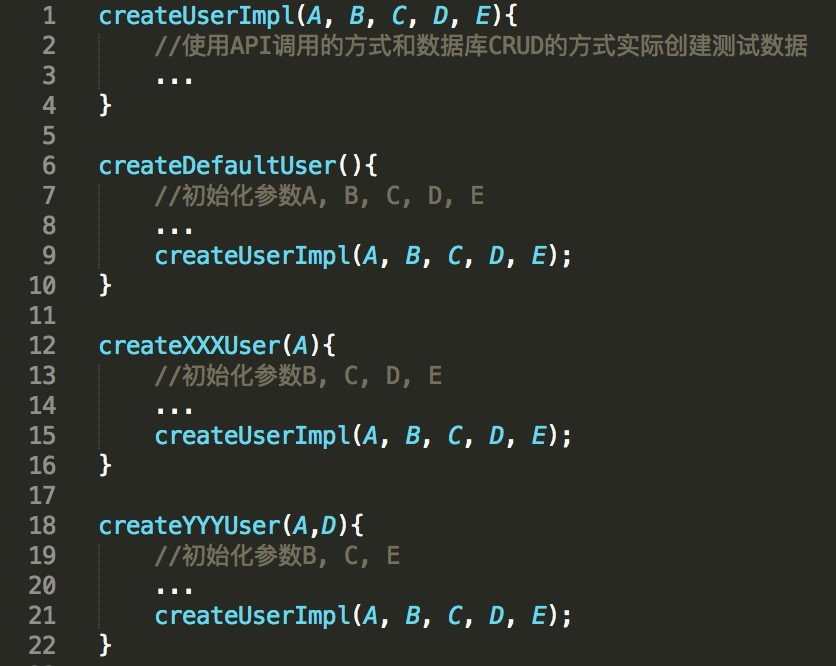 1 createUserImpl(A, B, C, D, E){
2 //使用API调用的方式和数据库CRUD的方式实际创建测试数据
3 ...
4 }
5
6 createDefaultUser(){
7 //初始化参数A, B, C, D, E
8 ...
9 createUserImpl(A, B, C, D, E);
10 }
11
12 createXXXUser(A){
13 //初始化参数B, C, D, E
14 ...
15 createUserImpl(A, B, C, D, E);
16 }
17
18 createYYYUser(A,D){
19 //初始化参数B, C, E
20 ...
21 createUserImpl(A, B, C, D, E);
22 }